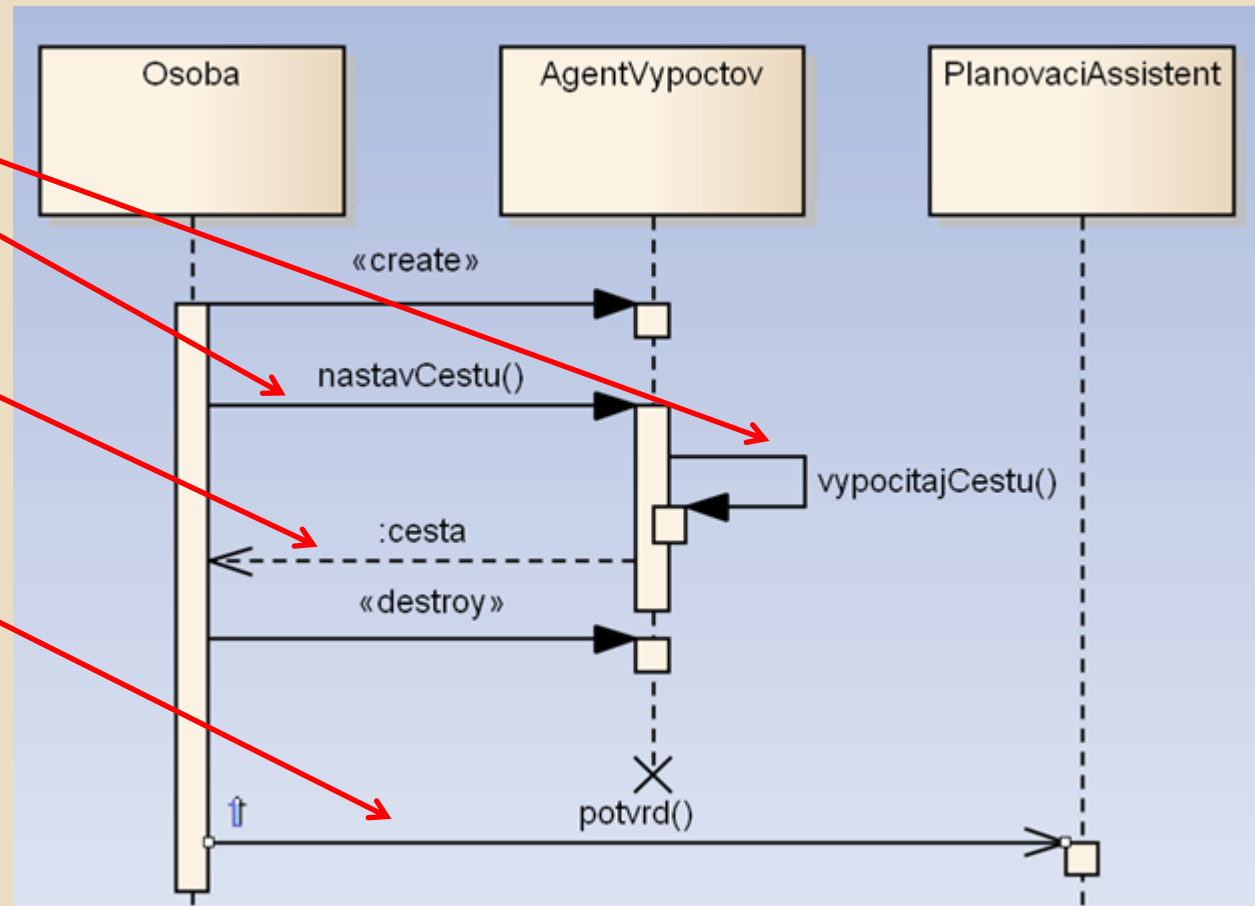 Osoba
AgentVypoctov
PlanovaciAssistent
«create»
nastavCestu()
vypocitajCestu()
:cesta
«destroy»
potvrd()